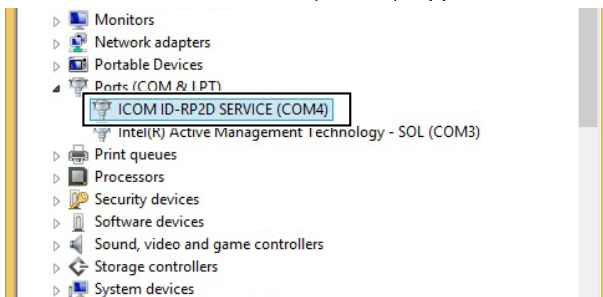 Monitors
Network adapters
Portable Devices
Ports (COM & LPT)
ICOM ID-RP2D SERVICE (COM4)
Intel(R) Active Management Technology - SOL (COM3)
Print queues
Processors
Security devices
Software devices
Sound, video and game controllers
Storage controllers
System devices